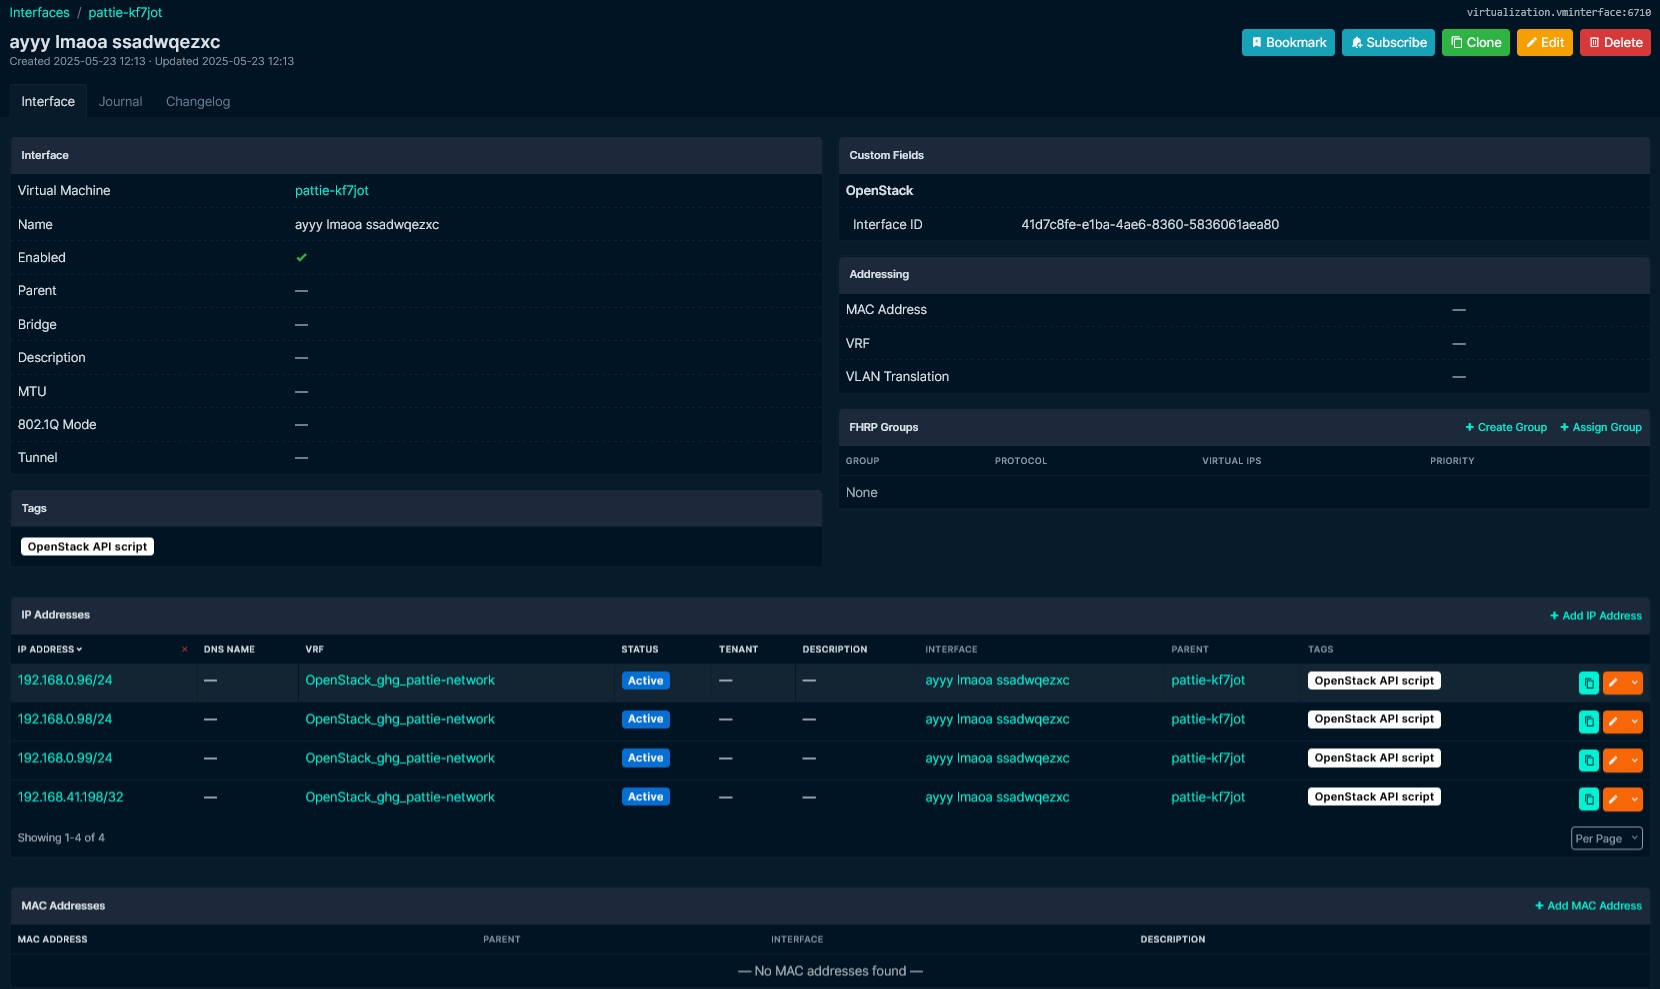 Interfaces / pattie-kf7jot
virtualization.vminterface:6710
ayyy lmaoa ssadwqezxc
Created 2025-05-23 12:13 · Updated 2025-05-23 12:13
Bookmark Subscribe Clone Edit Delete
Interface Journal Changelog
Interface
Virtual Machine pattie-kf7jot
Name ayyy lmaoa ssadwqezxc
Enabled
Parent —
Bridge —
Description —
MTU —
802.1Q Mode —
Tunnel —
Tags
OpenStack API script
Custom Fields
OpenStack
Interface ID 41d7c8fe-e1ba-4ae6-8360-5836061aea80
Addressing
MAC Address —
VRF —
VLAN Translation —
FHRP Groups + Create Group + Assign Group
GROUP PROTOCOL VIRTUAL IPS PRIORITY
None
IP Addresses + Add IP Address
IP ADDRESS DNS NAME VRF STATUS TENANT DESCRIPTION INTERFACE PARENT TAGS
192.168.0.96/24 — OpenStack_ghg_pattie-network Active — — ayyy lmaoa ssadwqezxc pattie-kf7jot OpenStack API script
192.168.0.98/24 — OpenStack_ghg_pattie-network Active — — ayyy lmaoa ssadwqezxc pattie-kf7jot OpenStack API script
192.168.0.99/24 — OpenStack_ghg_pattie-network Active — — ayyy lmaoa ssadwqezxc pattie-kf7jot OpenStack API script
192.168.41.198/32 — OpenStack_ghg_pattie-network Active — — ayyy lmaoa ssadwqezxc pattie-kf7jot OpenStack API script
Showing 1-4 of 4
Per Page
MAC Addresses + Add MAC Address
MAC ADDRESS PARENT INTERFACE DESCRIPTION
— No MAC addresses found —